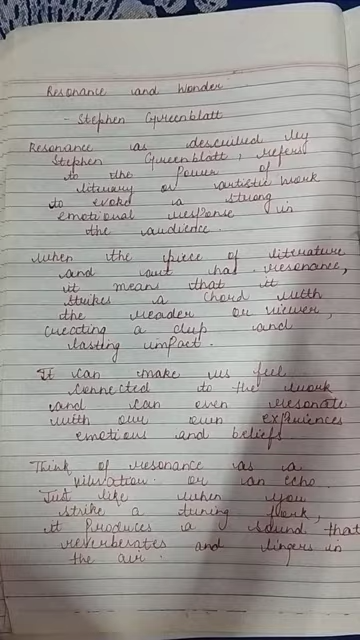 Resonance and Wonder
- Stephen Greenblatt
Resonance as described by
Stephen Greenblatt, refers
to the power of
literary or artistic work
to evoke a strong
emotional response in
the audience.
When the piece of literature
and art has resonance,
it means that it
strikes a chord with
the reader or viewer,
creating a deep and
lasting impact.
It can make us feel
connected to the work
and can even resonate
with our own experiences
emotions and beliefs
Think of resonance as a
vibration or an echo.
Just like when you
strike a tuning fork,
it produces a sound that
reverberates and lingers in
the air.